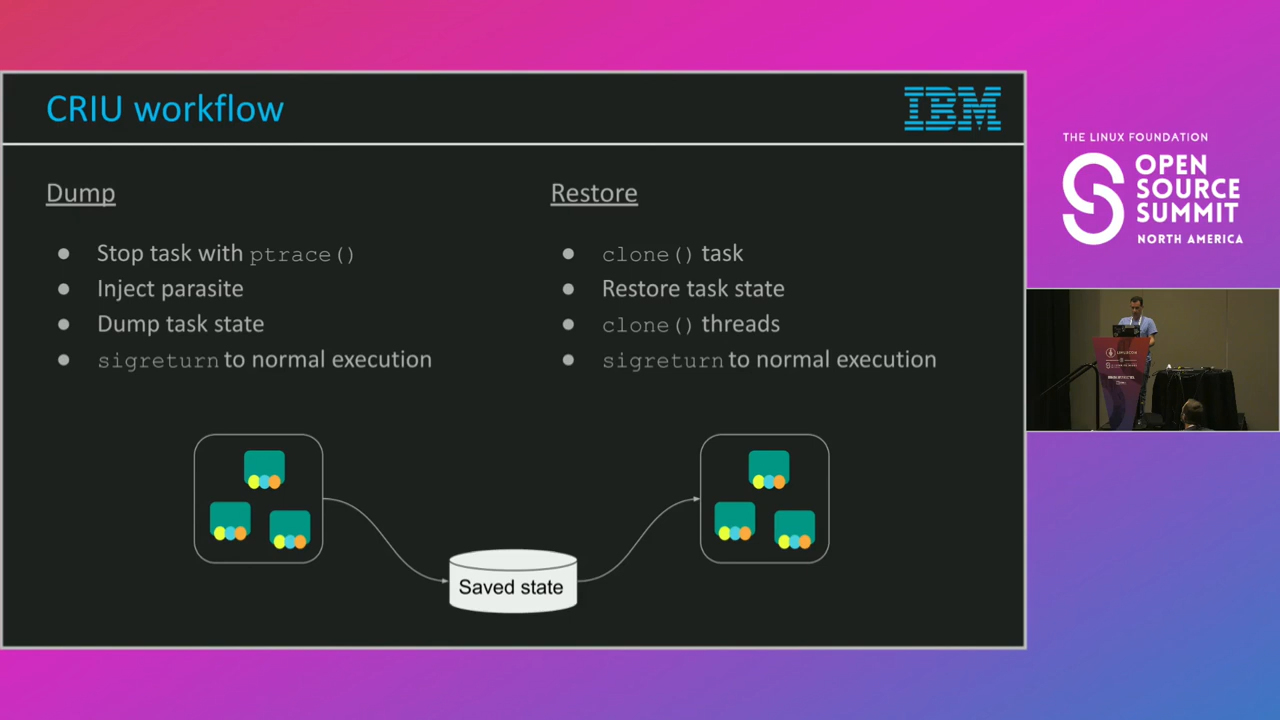 CRIU workflow
IBM
Dump
● Stop task with ptrace()
● Inject parasite
● Dump task state
● sigreturn to normal execution
Restore
● clone() task
● Restore task state
● clone() threads
● sigreturn to normal execution
Saved state
THE LINUX FOUNDATION
OPEN
SOURCE
SUMMIT
NORTH AMERICA